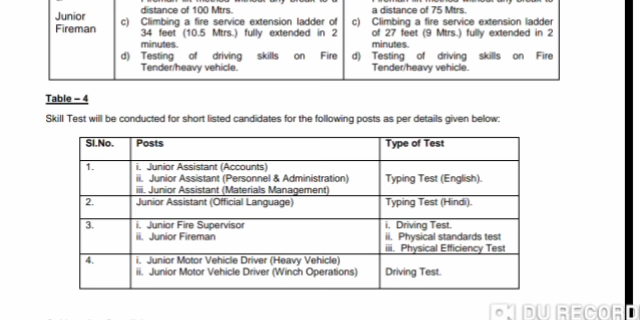 distance of 100 Mtrs.
a distance of 75 Mtrs.
Junior
Fireman
c) Climbing a fire service extension ladder of
34 feet (10.5 Mtrs.) fully extended in 2
minutes.
d) Testing of driving skills on Fire
Tender/heavy vehicle.
c) Climbing a fire service extension ladder
of 27 feet (9 Mtrs.) fully extended in 2
minutes.
d) Testing of driving skills on Fire
Tender/heavy vehicle.
Table – 4
Skill Test will be conducted for short listed candidates for the following posts as per details given below:
Sl.No. Posts Type of Test
1. i. Junior Assistant (Accounts)
ii. Junior Assistant (Personnel & Administration)
iii. Junior Assistant (Materials Management)
Typing Test (English).
2. Junior Assistant (Official Language) Typing Test (Hindi).
3. i. Junior Fire Supervisor
ii. Junior Fireman
i. Driving Test.
ii. Physical standards test
iii. Physical Efficiency Test
4. i. Junior Motor Vehicle Driver (Heavy Vehicle)
ii. Junior Motor Vehicle Driver (Winch Operations)
Driving Test.
DU RECORD